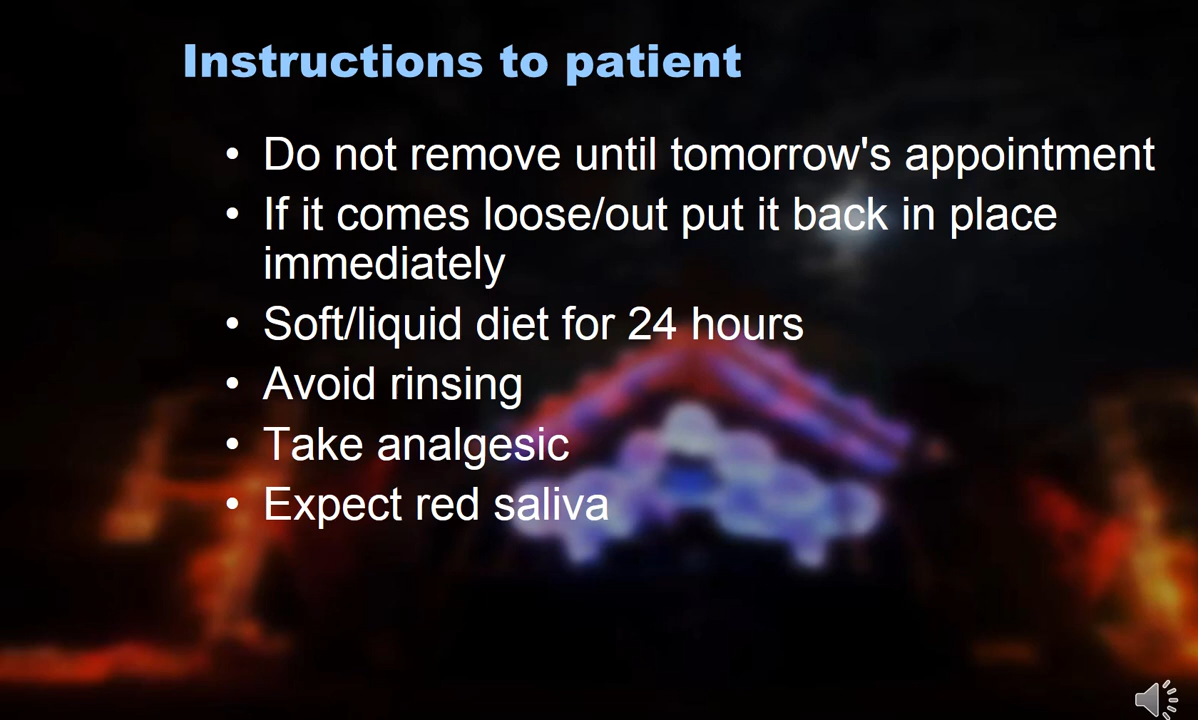 Instructions to patient
• Do not remove until tomorrow's appointment
• If it comes loose/out put it back in place
immediately
• Soft/liquid diet for 24 hours
• Avoid rinsing
• Take analgesic
• Expect red saliva